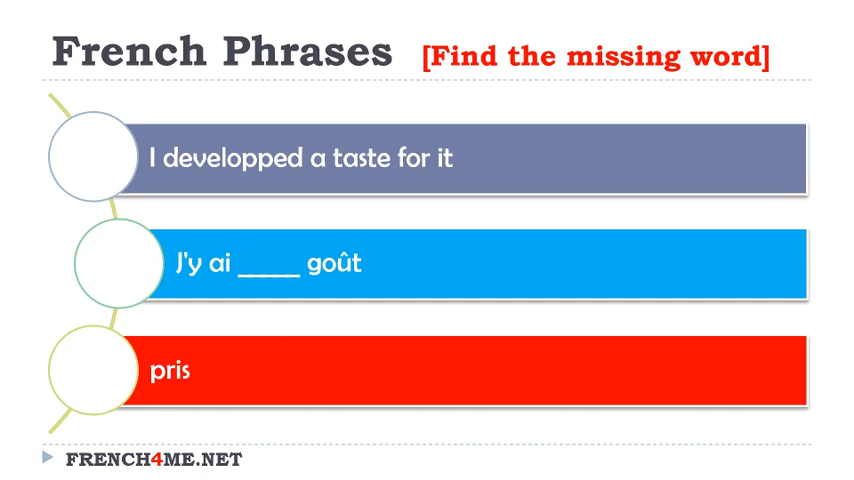 French Phrases [Find the missing word]
I developped a taste for it
J'y ai _____ goût
pris
FRENCH4ME.NET